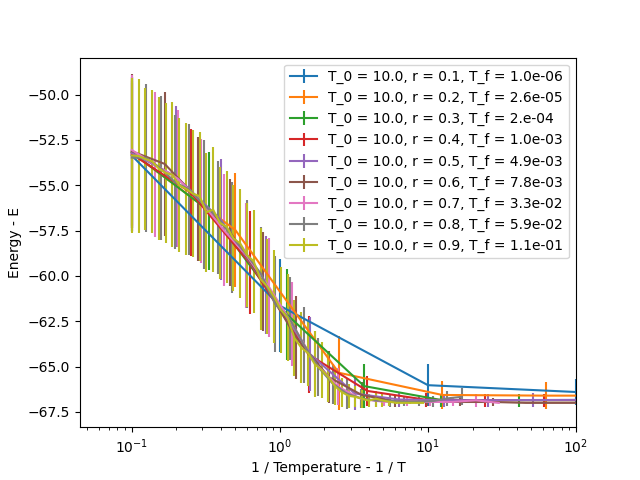 T_0 = 10.0, r = 0.1, T_f = 1.0e-06
T_0 = 10.0, r = 0.2, T_f = 2.6e-05
T_0 = 10.0, r = 0.3, T_f = 2.e-04
T_0 = 10.0, r = 0.4, T_f = 1.0e-03
T_0 = 10.0, r = 0.5, T_f = 4.9e-03
T_0 = 10.0, r = 0.6, T_f = 7.8e-03
T_0 = 10.0, r = 0.7, T_f = 3.3e-02
T_0 = 10.0, r = 0.8, T_f = 5.9e-02
T_0 = 10.0, r = 0.9, T_f = 1.1e-01
Energy - E
−50.0
−52.5
−55.0
−57.5
−60.0
−62.5
−65.0
−67.5
10⁻¹ 10⁰ 10¹ 10²
1 / Temperature - 1 / T